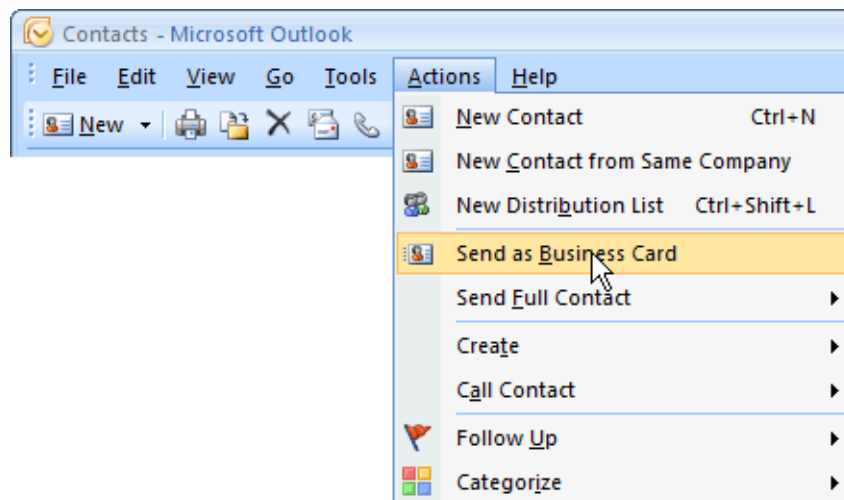 Contacts - Microsoft Outlook
File Edit View Go Tools Actions Help
New
New Contact Ctrl+N
New Contact from Same Company
New Distribution List Ctrl+Shift+L
Send as Business Card
Send Full Contact
Create
Call Contact
Follow Up
Categorize